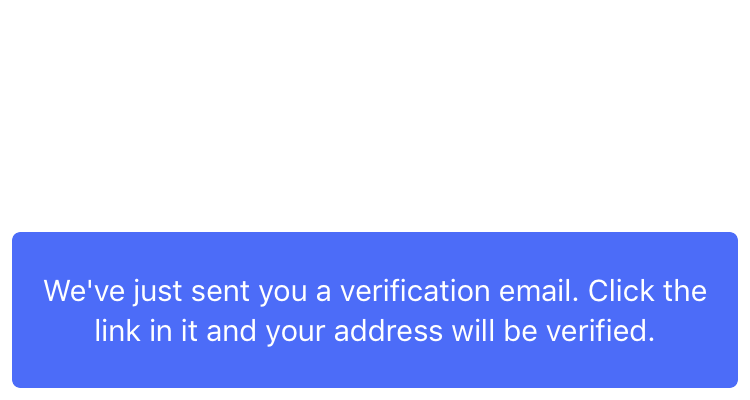 We've just sent you a verification email. Click the
link in it and your address will be verified.